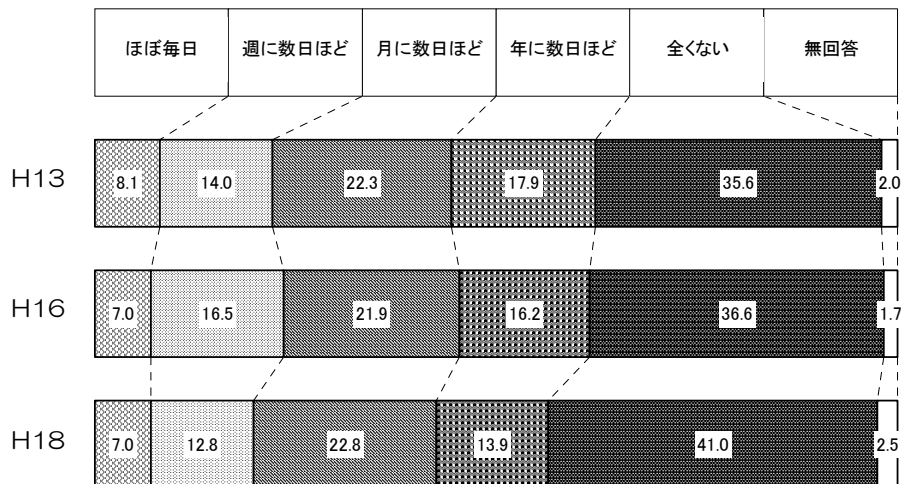 ほぼ毎日 週に数日ほど 月に数日ほど 年に数日ほど 全くない 無回答
H13 8.1 14.0 22.3 17.9 35.6 2.0
H16 7.0 16.5 21.9 16.2 36.6 1.7
H18 7.0 12.8 22.8 13.9 41.0 2.5